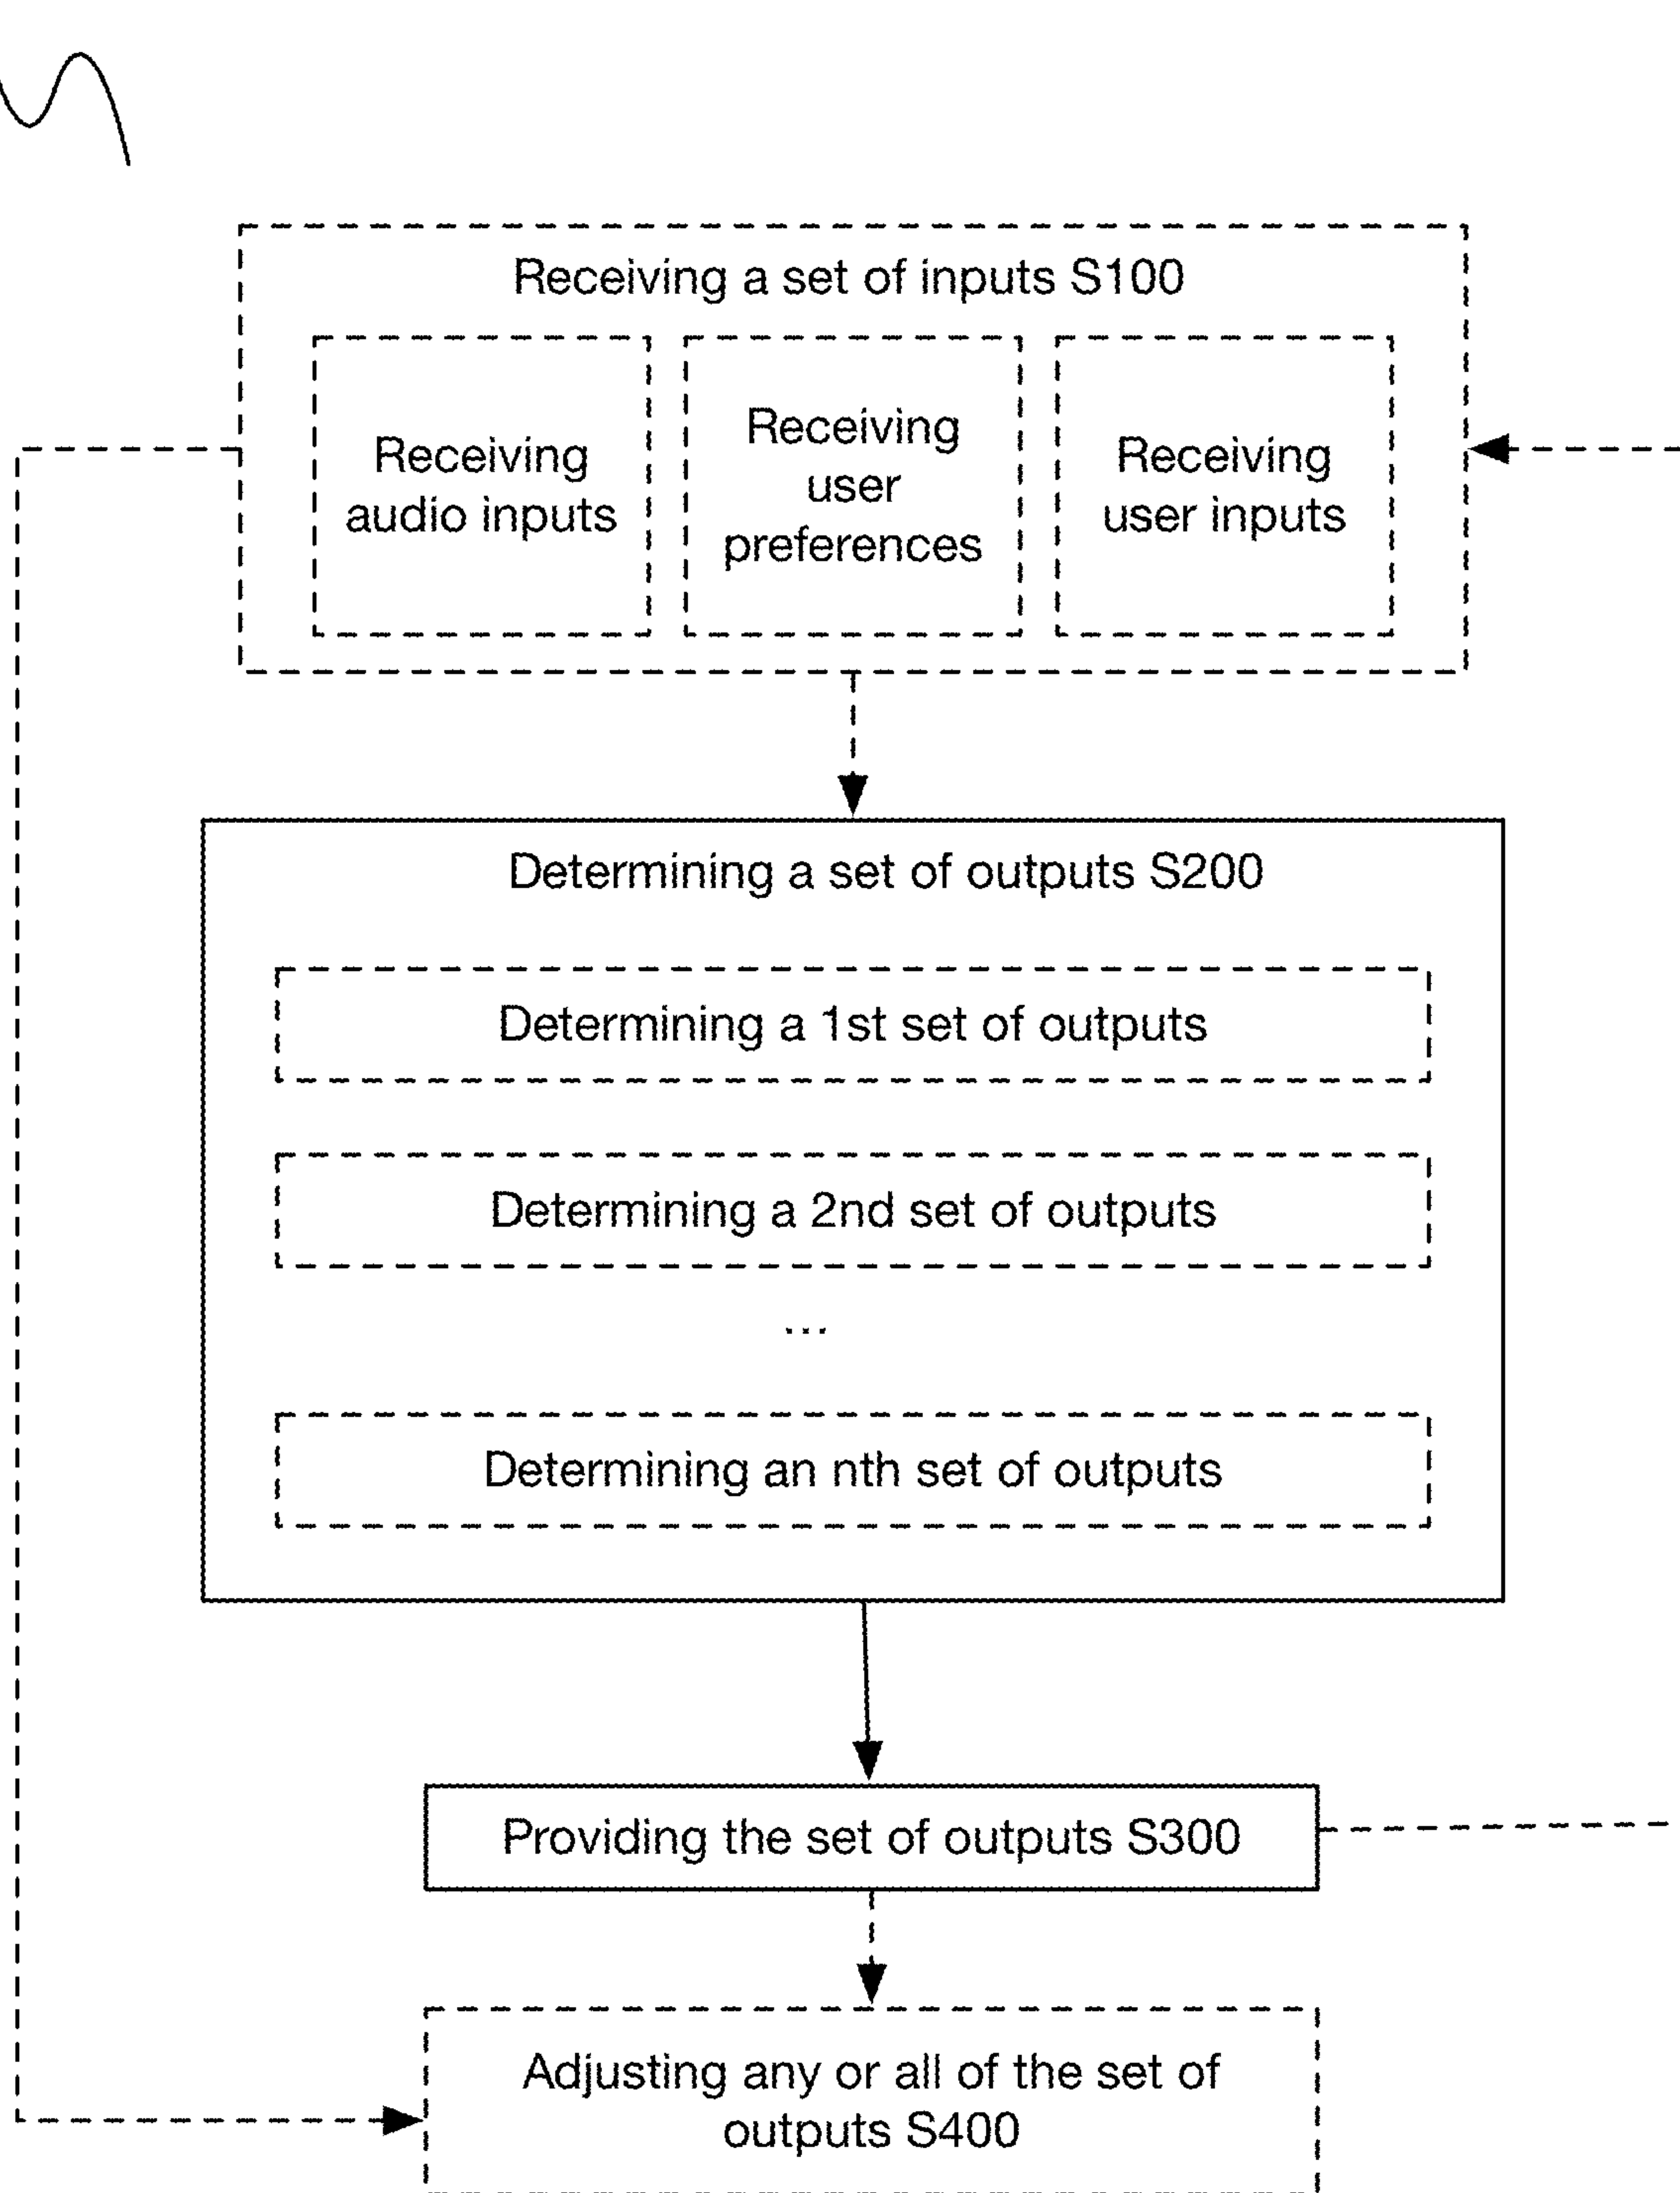 Receiving a set of inputs S100
Receiving
audio inputs
Receiving
user
preferences
Receiving
user inputs
Determining a set of outputs S200
Determining a 1st set of outputs
Determining a 2nd set of outputs
...
Determining an nth set of outputs
Providing the set of outputs S300
Adjusting any or all of the set of
outputs S400